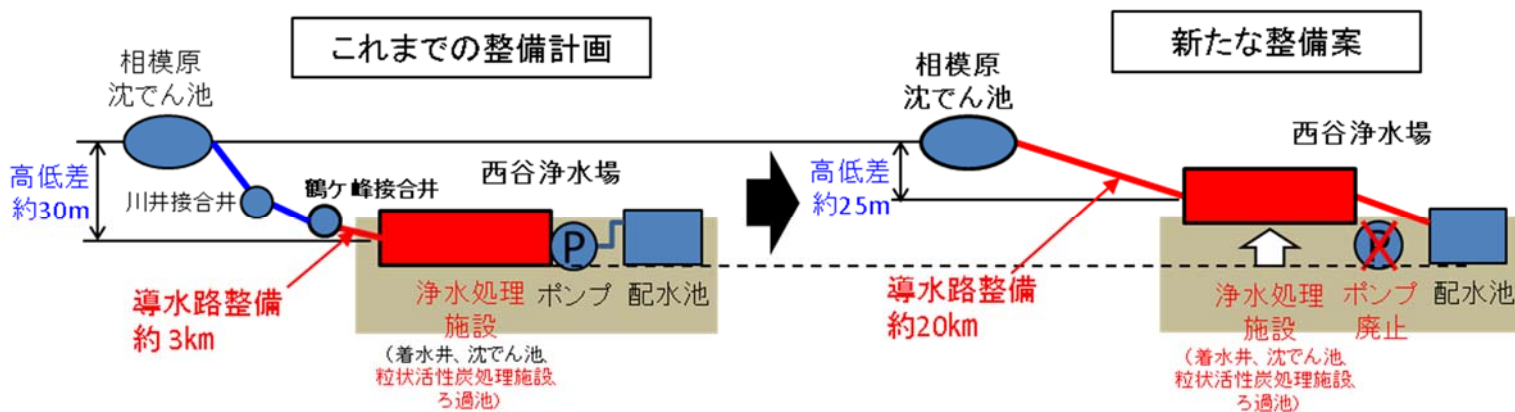 これまでの整備計画
相模原
沈でん池
高低差
約30m
川井接合井
鶴ケ峰接合井
西谷浄水場
P
導水路整備
約3km
浄水処理
施設
ポンプ
配水池
（着水井、沈でん池、
粒状活性炭処理施設、
ろ過池）
新たな整備案
相模原
沈でん池
高低差
約25m
西谷浄水場
P
導水路整備
約20km
浄水処理
施設
ポンプ
廃止
配水池
（着水井、沈でん池、
粒状活性炭処理施設、
ろ過池）